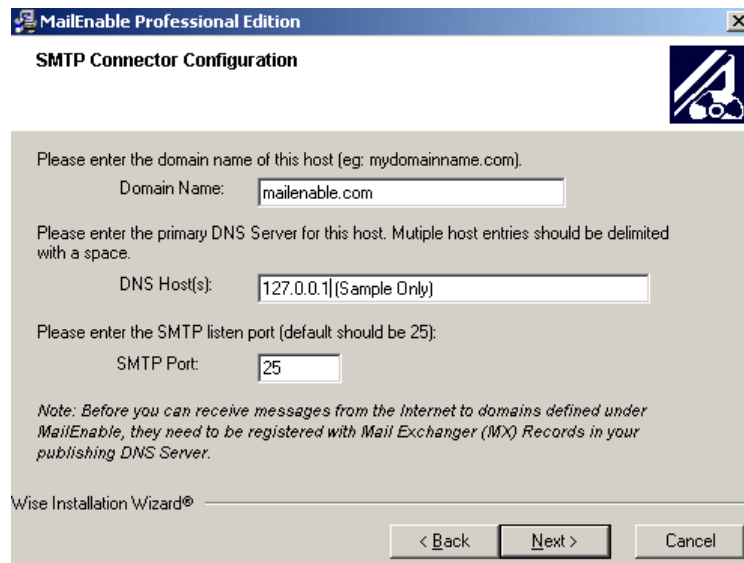 MailEnable Professional Edition
SMTP Connector Configuration
Please enter the domain name of this host (eg: mydomainname.com).
Domain Name: mailenable.com
Please enter the primary DNS Server for this host. Mutiple host entries should be delimited
with a space.
DNS Host(s): 127.0.0.1 (Sample Only)
Please enter the SMTP listen port (default should be 25):
SMTP Port: 25
Note: Before you can receive messages from the Internet to domains defined under
MailEnable, they need to be registered with Mail Exchanger (MX) Records in your
publishing DNS Server.
Wise Installation Wizard®
< Back Next > Cancel